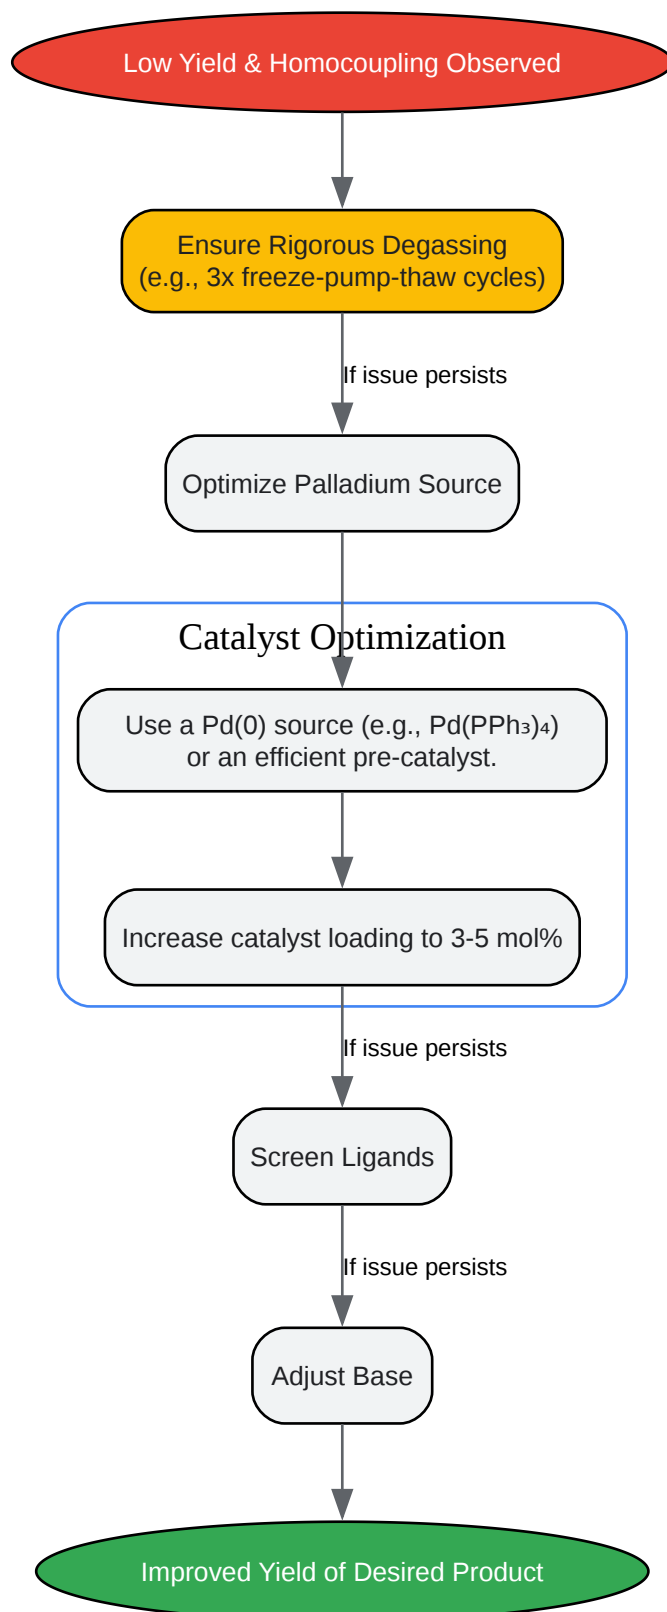 Low Yield & Homocoupling Observed
Ensure Rigorous Degassing
(e.g., 3x freeze-pump-thaw cycles)
If issue persists
Optimize Palladium Source
Catalyst Optimization
Use a Pd(0) source (e.g., Pd(PPh₃)₄)
or an efficient pre-catalyst.
Increase catalyst loading to 3-5 mol%
If issue persists
Screen Ligands
If issue persists
Adjust Base
Improved Yield of Desired Product